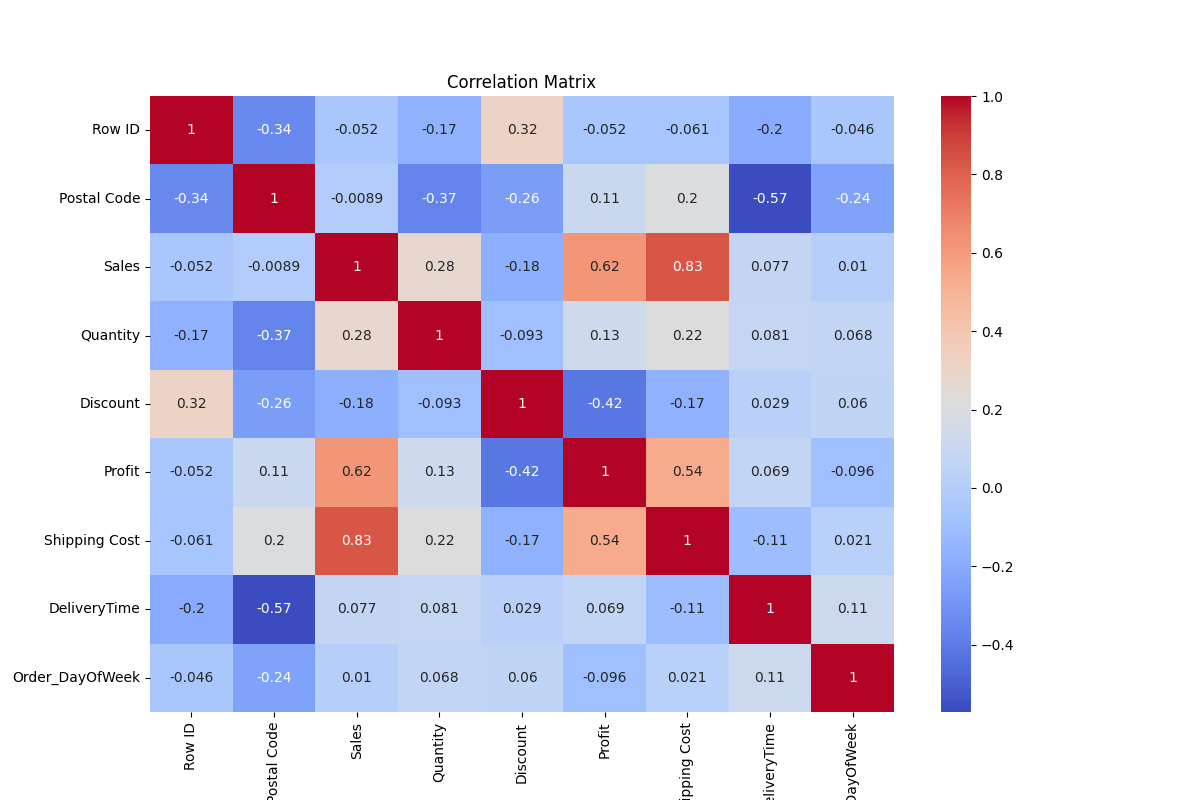 Correlation Matrix
Row ID 1 -0.34 -0.052 -0.17 0.32 -0.052 -0.061 -0.2 -0.046
Postal Code -0.34 1 -0.0089 -0.37 -0.26 0.11 0.2 -0.57 -0.24
Sales -0.052 -0.0089 1 0.28 -0.18 0.62 0.83 0.077 0.01
Quantity -0.17 -0.37 0.28 1 -0.093 0.13 0.22 0.081 0.068
Discount 0.32 -0.26 -0.18 -0.093 1 -0.42 -0.17 0.029 0.06
Profit -0.052 0.11 0.62 0.13 -0.42 1 0.54 0.069 -0.096
Shipping Cost -0.061 0.2 0.83 0.22 -0.17 0.54 1 -0.11 0.021
DeliveryTime -0.2 -0.57 0.077 0.081 0.029 0.069 -0.11 1 0.11
Order_DayOfWeek -0.046 -0.24 0.01 0.068 0.06 -0.096 0.021 0.11 1
Row ID
Postal Code
Sales
Quantity
Discount
Profit
ipping Cost
eliveryTime
DayOfWeek
1.0
0.8
0.6
0.4
0.2
0.0
−0.2
−0.4